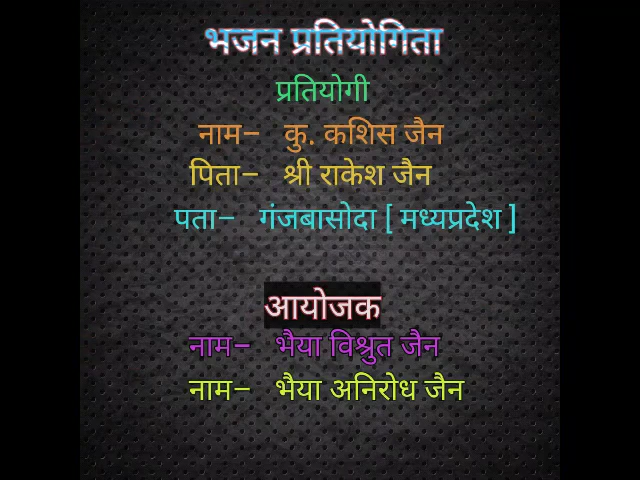 भजन प्रतियोगिता
प्रतियोगी
नाम– कु. कशिस जैन
पिता– श्री राकेश जैन
पता– गंजबासोदा [ मध्यप्रदेश ]
आयोजक
नाम– भैया विश्रुत जैन
नाम– भैया अनिरोध जैन